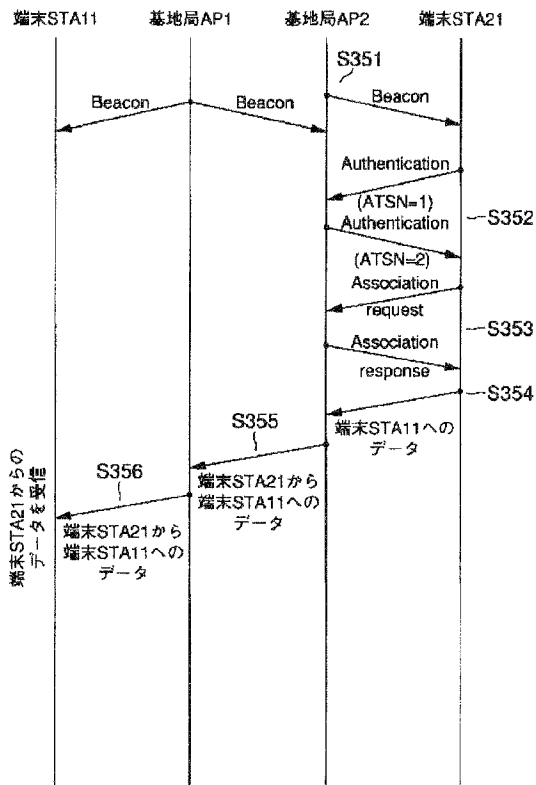 端末STA11
基地局AP1
基地局AP2
端末STA21
S351
Beacon
Beacon
Beacon
Authentication
(ATSN=1)
S352
Authentication
(ATSN=2)
Association
request
S353
Association
response
S354
端末STA11への
データ
S355
端末STA21から
端末STA11への
データ
S356
端末STA21から
端末STA11への
データ
端末STA21からの
データを受信